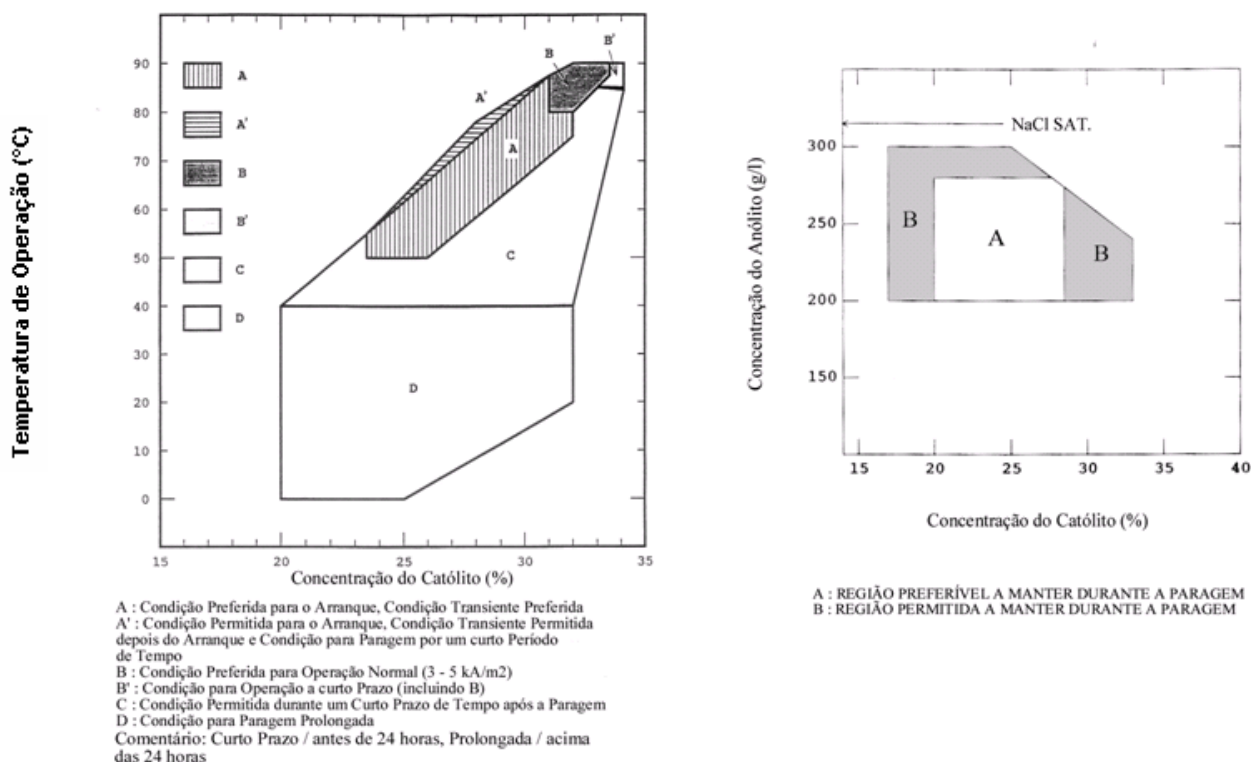 Temperatura de Operação (°C)
90
80
70
60
50
40
30
20
10
0
A
A'
B
B'
C
D
B'
B
A'
A
C
D
15
20
25
30
35
Concentração do Católito (%)
A : Condição Preferida para o Arranque, Condição Transiente Preferida
A' : Condição Permitida para o Arranque, Condição Transiente Permitida
depois do Arranque e Condição para Paragem por um curto Período
de Tempo
B : Condição Preferida para Operação Normal (3 - 5 kA/m2)
B' : Condição para Operação a curto Prazo (incluindo B)
C : Condição Permitida durante um Curto Prazo de Tempo após a Paragem
D : Condição para Paragem Prolongada
Comentário: Curto Prazo / antes de 24 horas, Prolongada / acima
das 24 horas
Concentração do Anólito (g/l)
NaCl SAT.
300
250
200
150
B
A
B
15
20
25
30
35
40
Concentração do Católito (%)
A : REGIÃO PREFERÍVEL A MANTER DURANTE A PARAGEM
B : REGIÃO PERMITIDA A MANTER DURANTE A PARAGEM